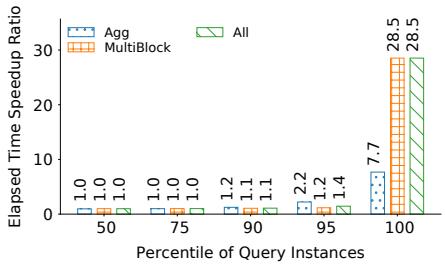 Elapsed Time Speedup Ratio
Agg
MultiBlock
All
30
20
10
0
1.0 1.0 1.0
1.0 1.0 1.0
1.2 1.1 1.1
2.2 1.2 1.4
7.7 28.5 28.5
50 75 90 95 100
Percentile of Query Instances